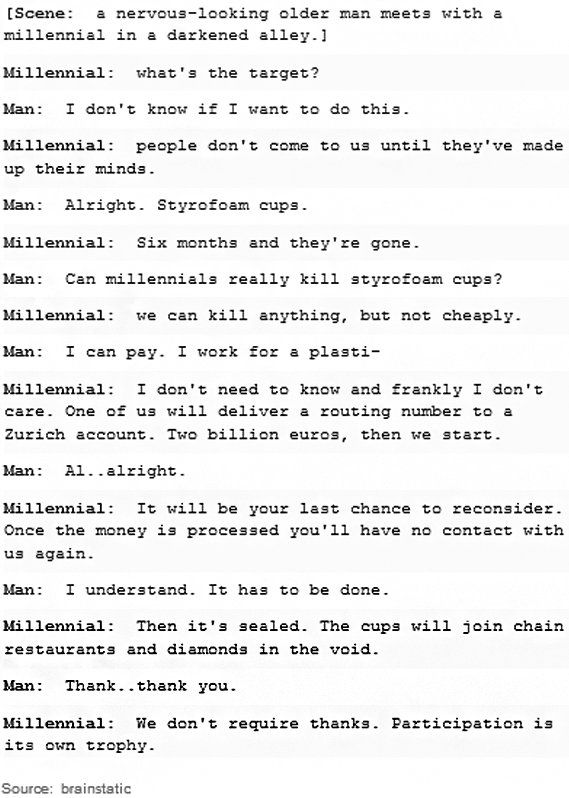 [Scene: a nervous-looking older man meets with a
millennial in a darkened alley.]
Millennial: what's the target?
Man: I don't know if I want to do this.
Millennial: people don't come to us until they've made
up their minds.
Man: Alright. Styrofoam cups.
Millennial: Six months and they're gone.
Man: Can millennials really kill styrofoam cups?
Millennial: we can kill anything, but not cheaply.
Man: I can pay. I work for a plasti-
Millennial: I don't need to know and frankly I don't
care. One of us will deliver a routing number to a
Zurich account. Two billion euros, then we start.
Man: Al..alright.
Millennial: It will be your last chance to reconsider.
Once the money is processed you'll have no contact with
us again.
Man: I understand. It has to be done.
Millennial: Then it's sealed. The cups will join chain
restaurants and diamonds in the void.
Man: Thank..thank you.
Millennial: We don't require thanks. Participation is
its own trophy.
Source: brainstatic